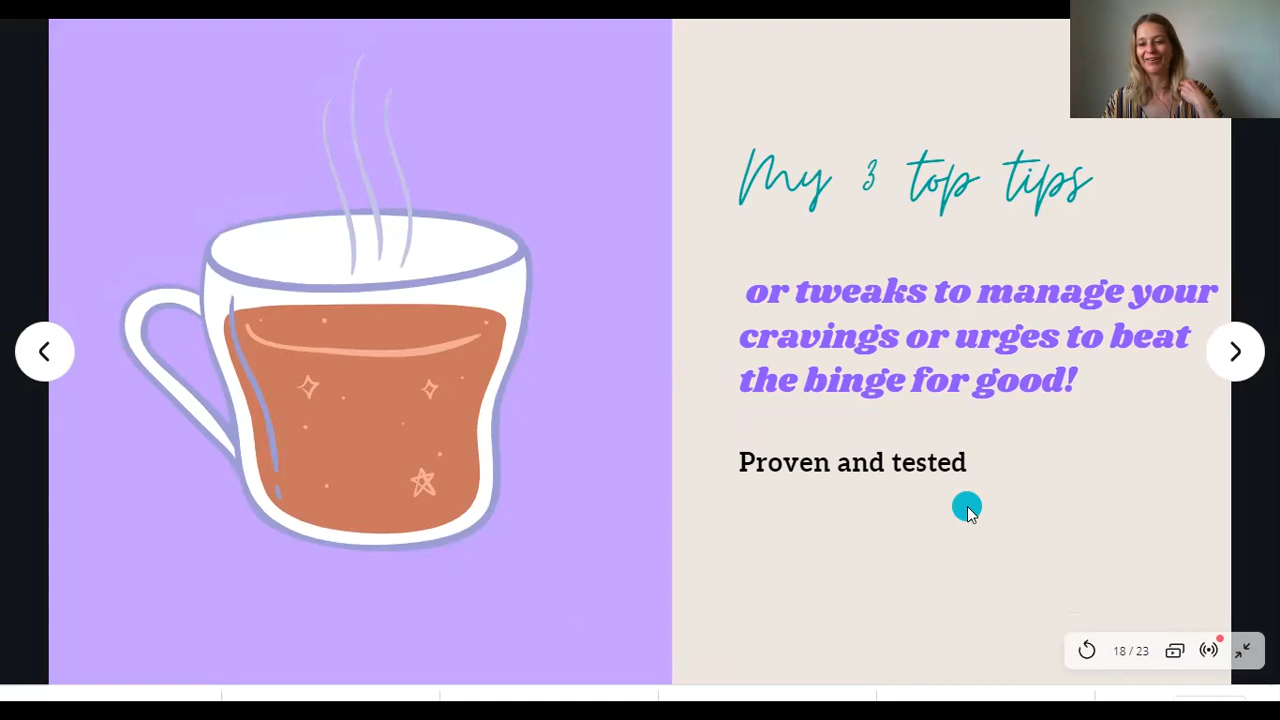 My 3 top tips
or tweaks to manage your
cravings or urges to beat
the binge for good!
Proven and tested
18 / 23